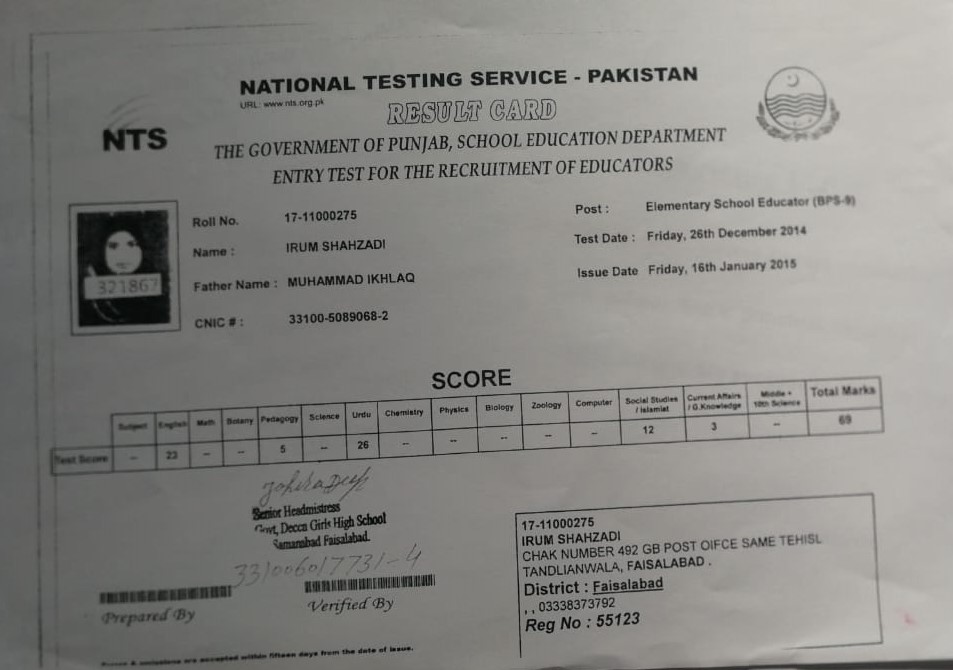 NATIONAL TESTING SERVICE - PAKISTAN
URL: www nts.org.pk
RESULT CARD
NTS
THE GOVERNMENT OF PUNJAB, SCHOOL EDUCATION DEPARTMENT
ENTRY TEST FOR THE RECRUITMENT OF EDUCATORS
321867
Roll No. 17-11000275
Name : IRUM SHAHZADI
Father Name : MUHAMMAD IKHLAQ
CNIC # : 33100-5089068-2
Post : Elementary School Educator (BPS-9)
Test Date : Friday, 26th December 2014
Issue Date Friday, 16th January 2015
SCORE
Subject English Math Botany Pedagogy Science Urdu Chemistry Physics Biology Zoology Computer Social Studies / Islamiat Current Affairs / G.Knowledge Middle + 10th Science Total Marks
Test Score -- 23 -- -- 5 -- 26 -- -- -- -- -- 12 3 -- 69
Senior Headmistress
Govt, Deccn Girls High School
Samanabad Faisalabad.
331006017731-4
Prepared By
Verified By
17-11000275
IRUM SHAHZADI
CHAK NUMBER 492 GB POST OIFCE SAME TEHISL
TANDLIANWALA, FAISALABAD .
District : Faisalabad
, , 03338373792
Reg No : 55123
& omissions are accepted within fifteen days from the date of issue.